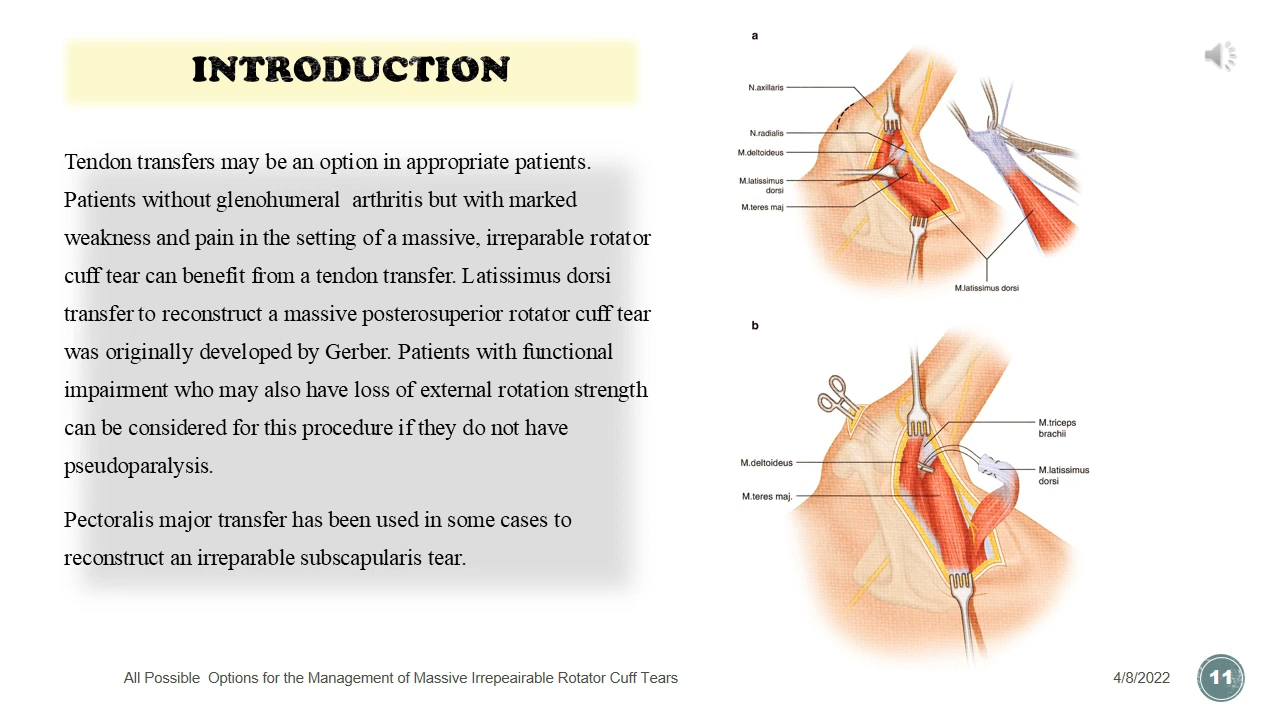 INTRODUCTION
Tendon transfers may be an option in appropriate patients.
Patients without glenohumeral arthritis but with marked
weakness and pain in the setting of a massive, irreparable rotator
cuff tear can benefit from a tendon transfer. Latissimus dorsi
transfer to reconstruct a massive posterosuperior rotator cuff tear
was originally developed by Gerber. Patients with functional
impairment who may also have loss of external rotation strength
can be considered for this procedure if they do not have
pseudoparalysis.
Pectoralis major transfer has been used in some cases to
reconstruct an irreparable subscapularis tear.
a
N.axillaris
N.radialis
M.deltoideus
M.latissimus
dorsi
M.teres maj
M.latissimus dorsi
b
M.triceps
brachii
M.deltoideus
M.latissimus
dorsi
M.teres maj.
All Possible Options for the Management of Massive Irrepeairable Rotator Cuff Tears
4/8/2022
11